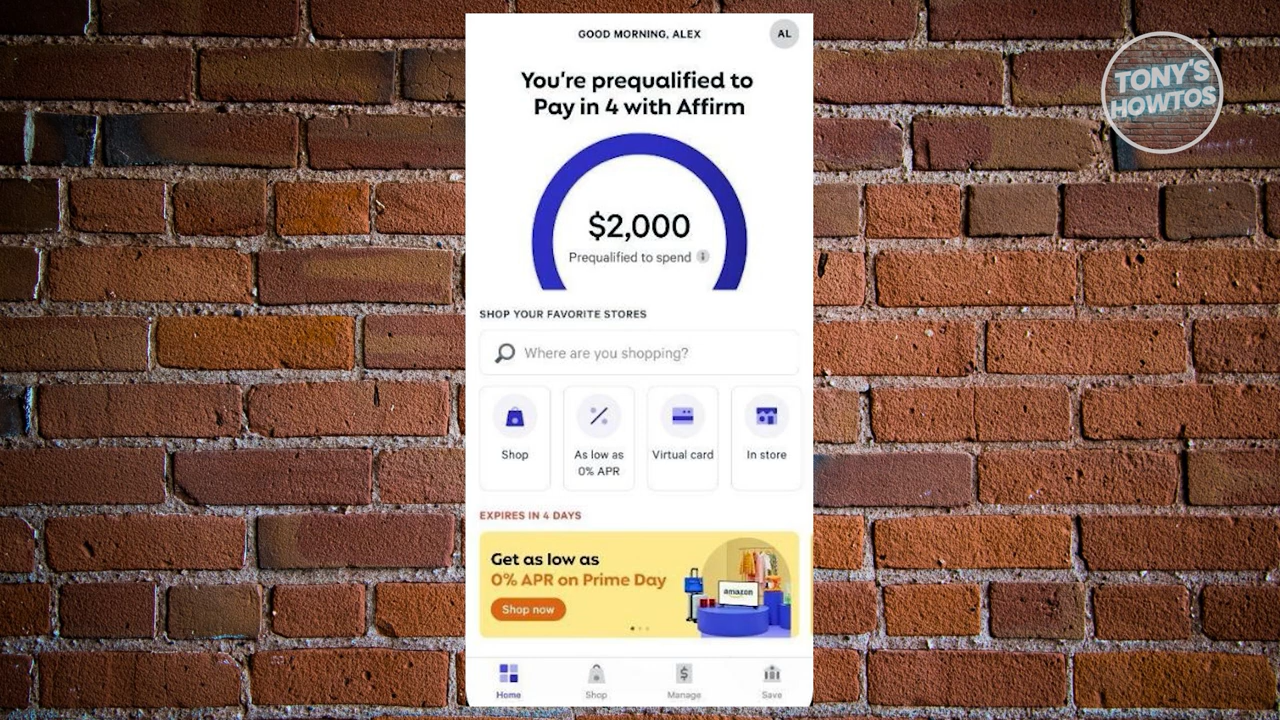 GOOD MORNING, ALEX
AL
TONY'S
HOWTOS
You're prequalified to
Pay in 4 with Affirm
$2,000
Prequalified to spend
SHOP YOUR FAVORITE STORES
Where are you shopping?
Shop
As low as
0% APR
Virtual card
In store
EXPIRES IN 4 DAYS
Get as low as
0% APR on Prime Day
amazon
Shop now
Home
Shop
Manage
Save